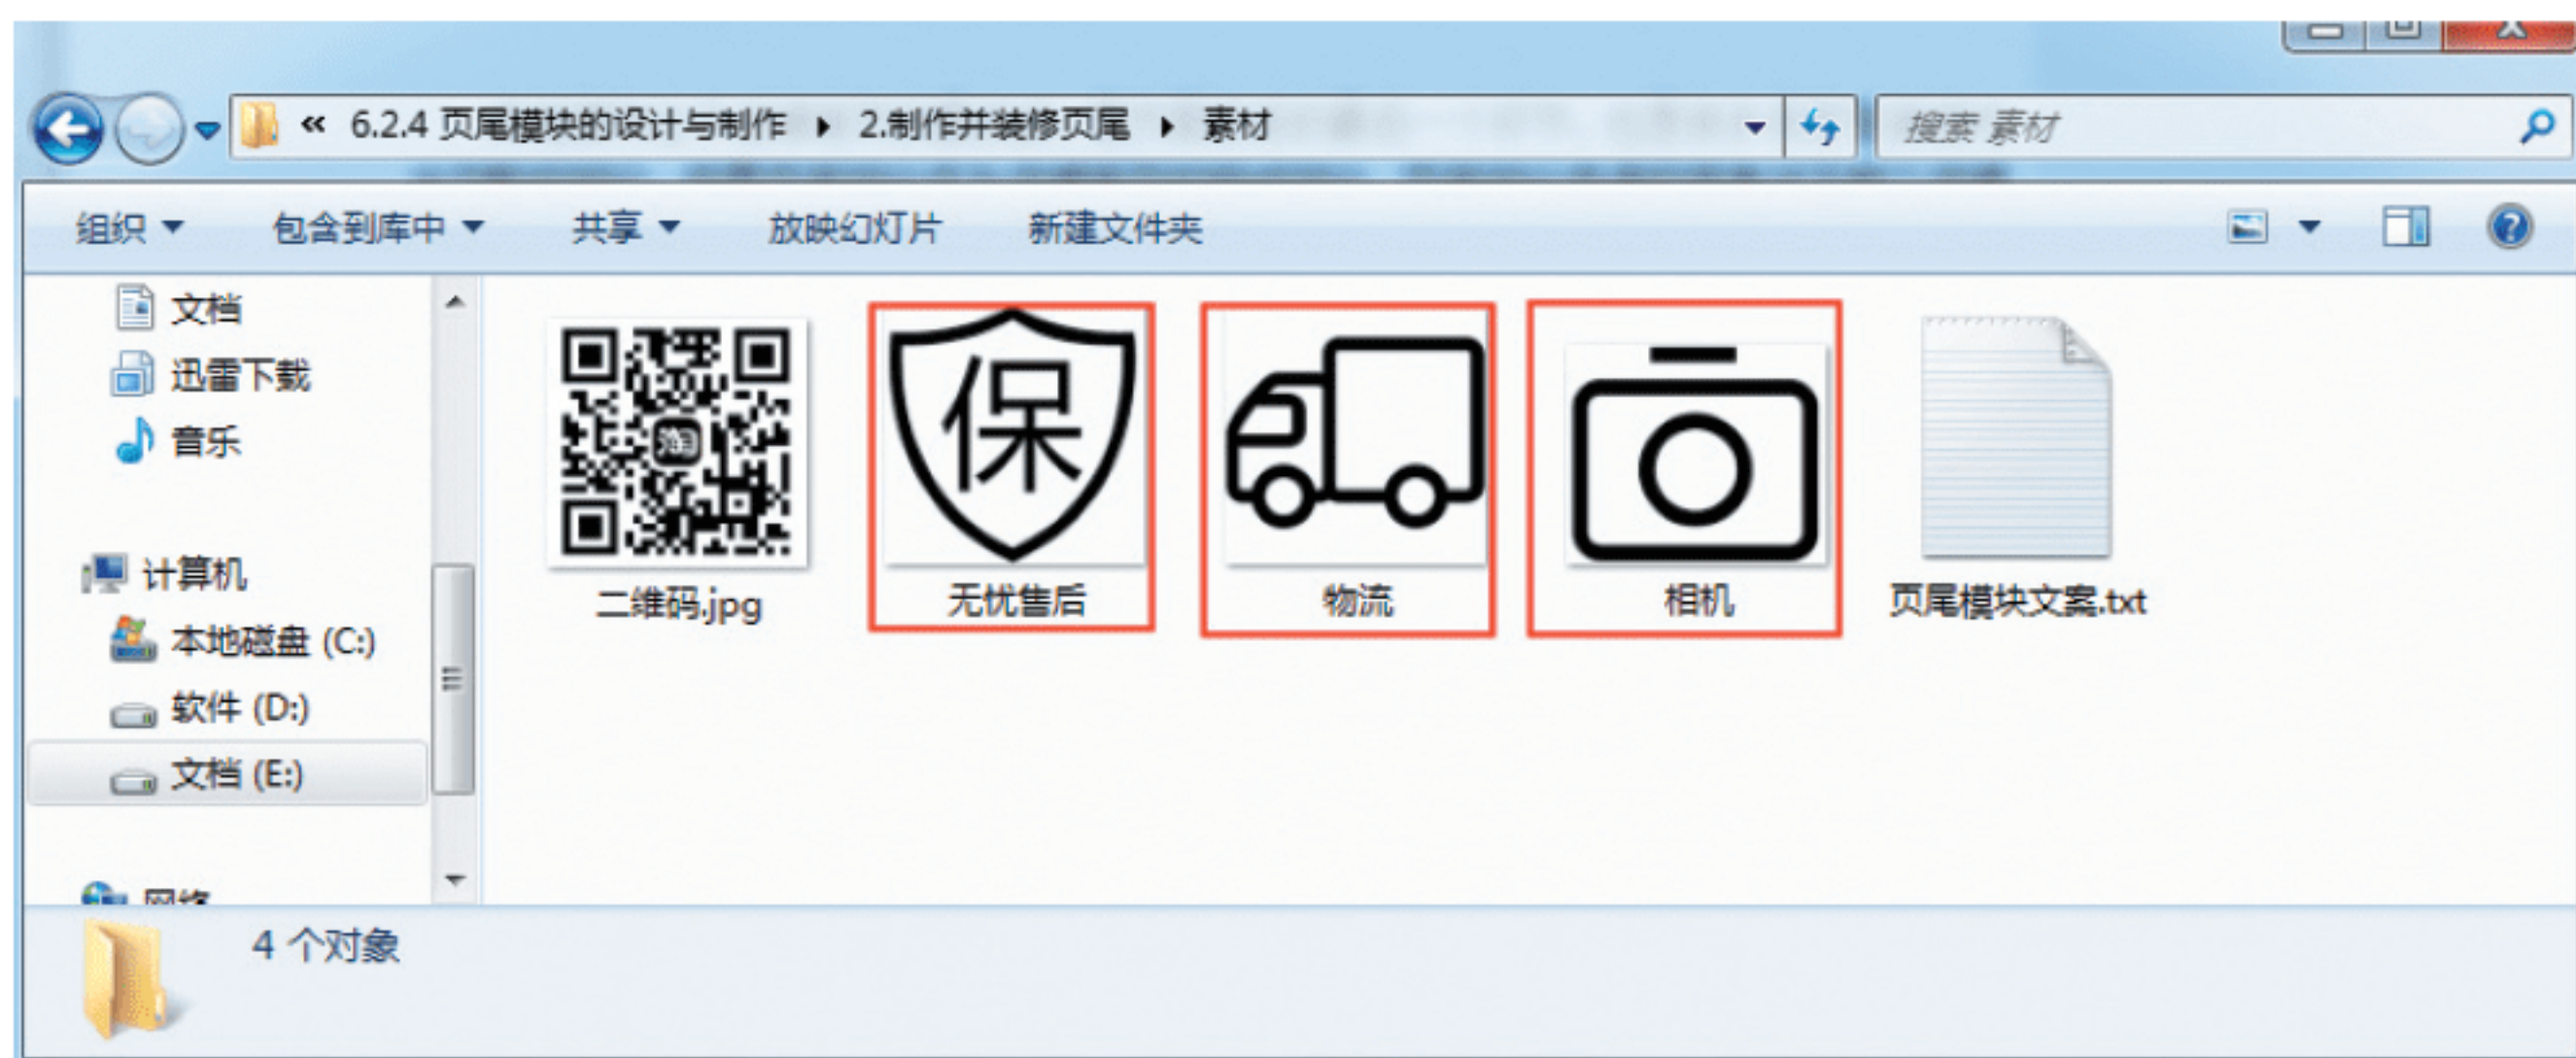 « 6.2.4 页尾模块的设计与制作 ▸ 2.制作并装修页尾 ▸ 素材
搜索 素材
组织 包含到库中 共享 放映幻灯片 新建文件夹
文档
迅雷下载
音乐
计算机
本地磁盘 (C:)
软件 (D:)
文档 (E:)
网络
保
二维码.jpg 无忧售后 物流 相机 页尾模块文案.txt
4 个对象